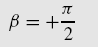 β = +π/2